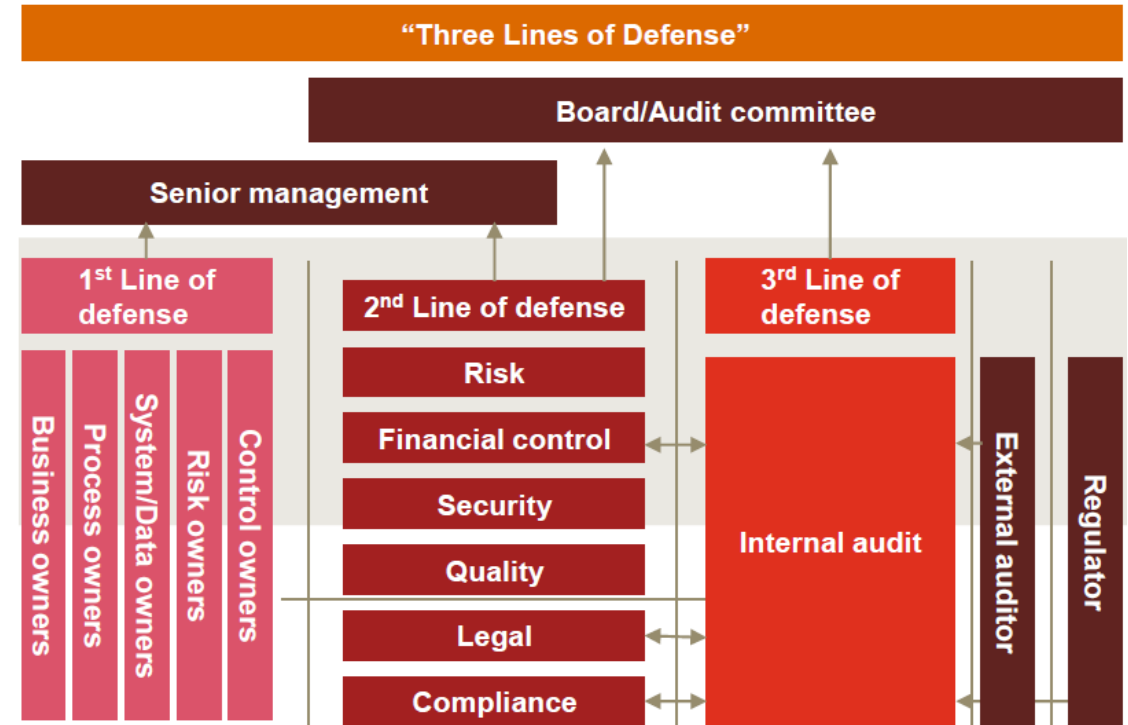 “Three Lines of Defense”
Board/Audit committee
Senior management
1st Line of
defense
2nd Line of defense
3rd Line of
defense
Business owners
Process owners
System/Data owners
Risk owners
Control owners
Risk
Financial control
Security
Quality
Legal
Compliance
Internal audit
External auditor
Regulator